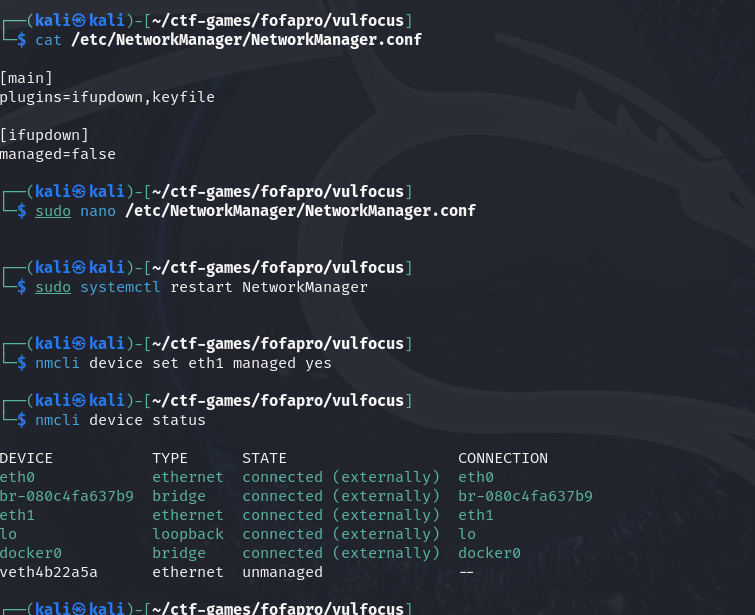 ┌──(kali㉿kali)-[~/ctf-games/fofapro/vulfocus]
└─$ cat /etc/NetworkManager/NetworkManager.conf
[main]
plugins=ifupdown,keyfile
[ifupdown]
managed=false
┌──(kali㉿kali)-[~/ctf-games/fofapro/vulfocus]
└─$ sudo nano /etc/NetworkManager/NetworkManager.conf
┌──(kali㉿kali)-[~/ctf-games/fofapro/vulfocus]
└─$ sudo systemctl restart NetworkManager
┌──(kali㉿kali)-[~/ctf-games/fofapro/vulfocus]
└─$ nmcli device set eth1 managed yes
┌──(kali㉿kali)-[~/ctf-games/fofapro/vulfocus]
└─$ nmcli device status
DEVICE           TYPE      STATE                   CONNECTION
eth0             ethernet  connected (externally)  eth0
br-080c4fa637b9  bridge    connected (externally)  br-080c4fa637b9
eth1             ethernet  connected (externally)  eth1
lo               loopback  connected (externally)  lo
docker0          bridge    connected (externally)  docker0
veth4b22a5a      ethernet  unmanaged               --
┌──(kali㉿kali)-[~/ctf-games/fofapro/vulfocus]